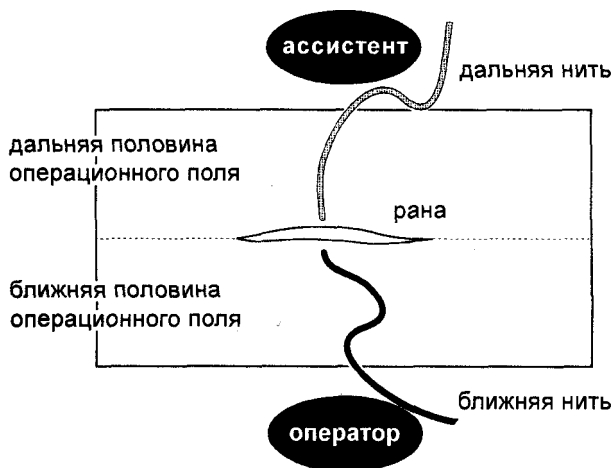 ассистент
дальняя нить
дальняя половина
операционного поля
рана
ближняя половина
операционного поля
ближняя нить
оператор